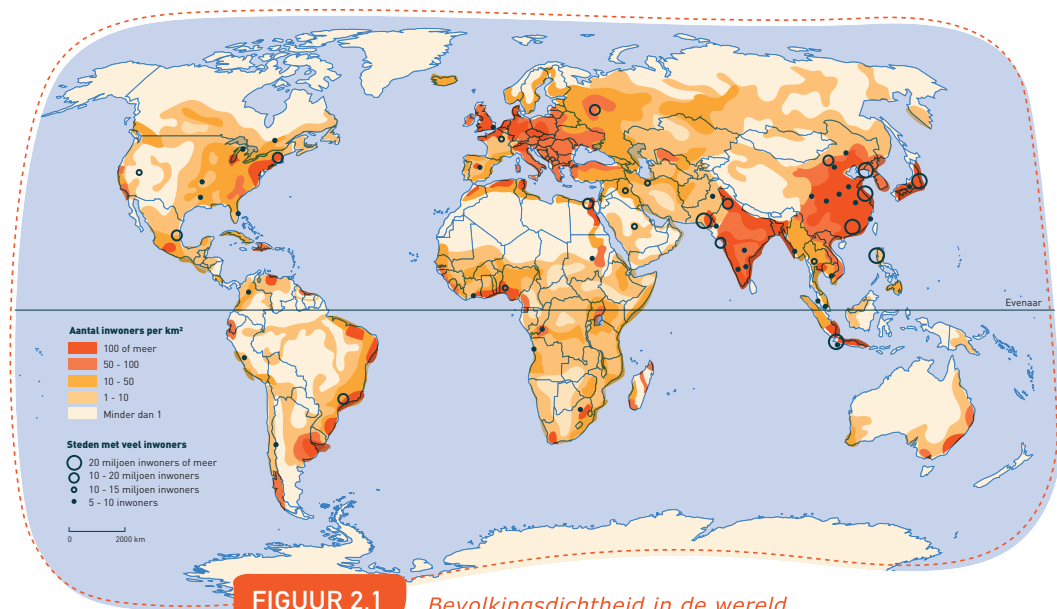 Evenaar
Aantal inwoners per km²
100 of meer
50 - 100
10 - 50
1 - 10
Minder dan 1
Steden met veel inwoners
20 miljoen inwoners of meer
10 - 20 miljoen inwoners
10 - 15 miljoen inwoners
5 - 10 inwoners
0 2000 km
FIGUUR 2.1
Bevolkingsdichtheid in de wereld